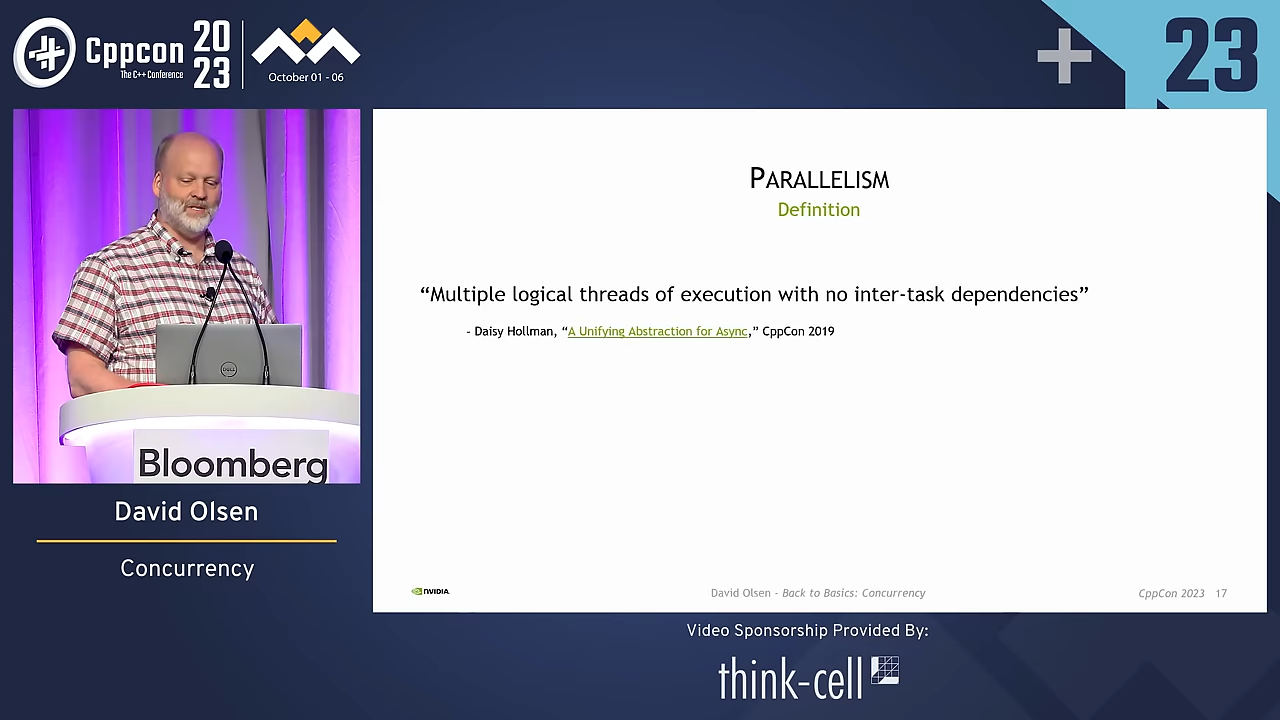 Cppcon
The C++ Conference
20
23
October 01 - 06
23
PARALLELISM
Definition
“Multiple logical threads of execution with no inter-task dependencies”
- Daisy Hollman, “A Unifying Abstraction for Async,” CppCon 2019
DELL
Bloomberg
David Olsen
Concurrency
NVIDIA.
David Olsen - Back to Basics: Concurrency
CppCon 2023 17
Video Sponsorship Provided By:
think-cell